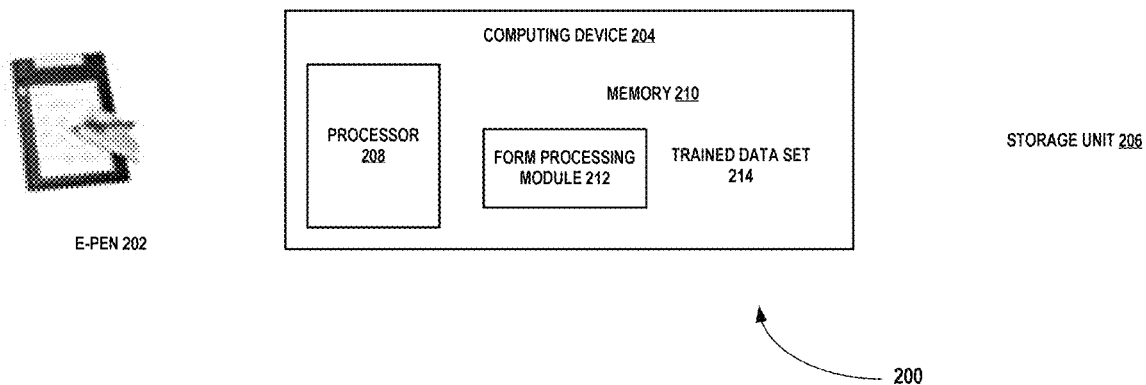 COMPUTING DEVICE 204
MEMORY 210
PROCESSOR
208
FORM PROCESSING
MODULE 212
TRAINED DATA SET
214
STORAGE UNIT 206
E-PEN 202
200